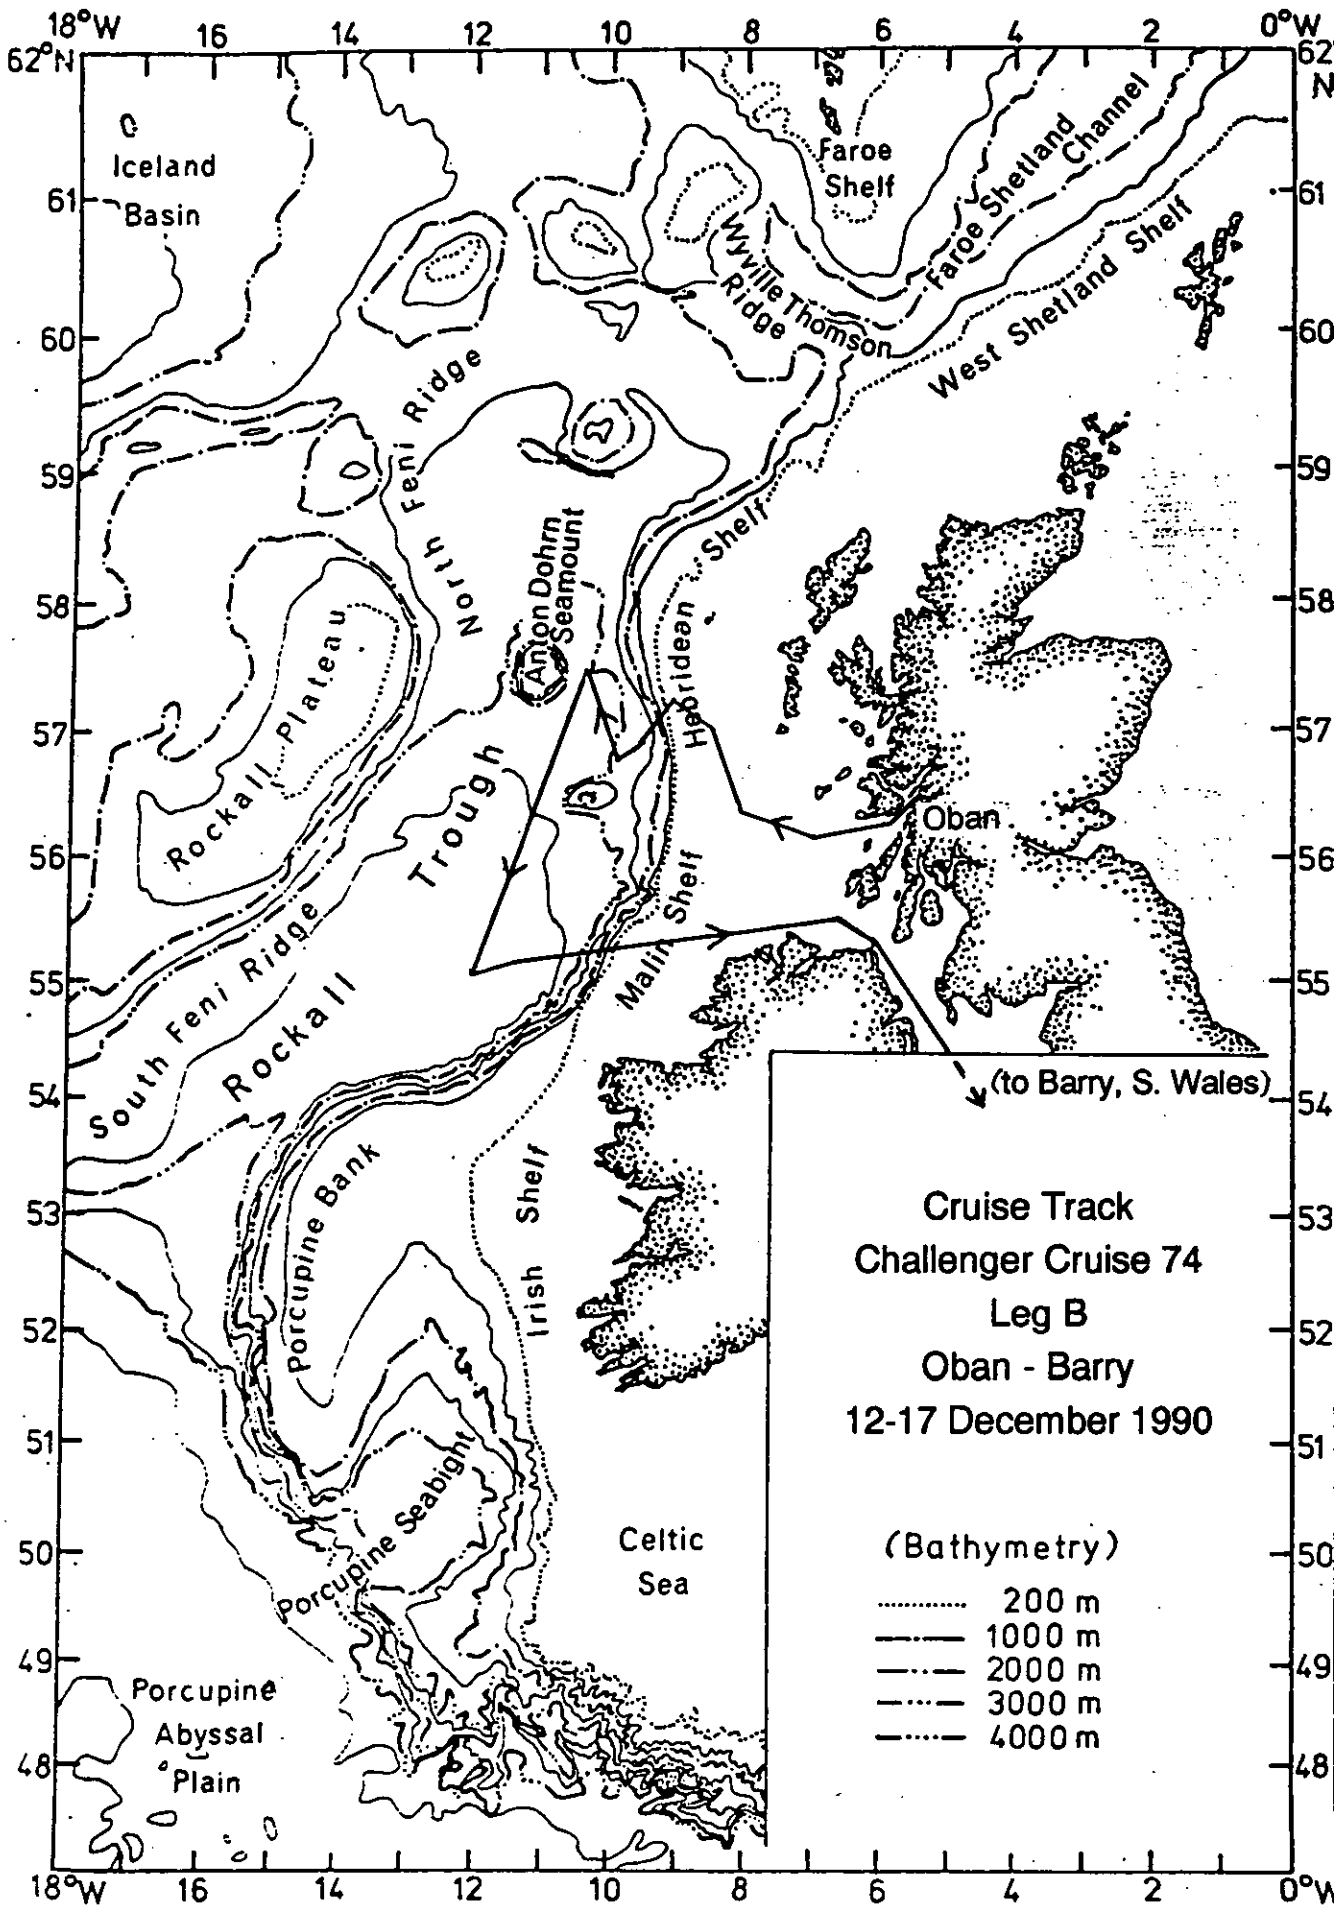 18°W 16 14 12 10 8 6 4 2 0°W
62°N
62°
N
Iceland
Basin
Faroe
Shelf
Faroe Shetland
Channel
61
61
Wyville Thomson
Ridge
West Shetland Shelf
60
60
North Feni Ridge
59
59
Hebridean Shelf
Anton Dohrn
Seamount
58
58
Rockall Plateau
57
57
Oban
Rockall Trough
56
56
Malin Shelf
South Feni Ridge
55
55
54
54
(to Barry, S. Wales)
Porcupine Bank
Irish Shelf
53
53
Cruise Track
Challenger Cruise 74
Leg B
Oban - Barry
12-17 December 1990
52
52
51
51
Porcupine Seabight
Celtic
Sea
50
50
(Bathymetry)
200 m
1000 m
2000 m
3000 m
4000 m
49
49
Porcupine
Abyssal
Plain
48
48
18°W 16 14 12 10 8 6 4 2 0°W